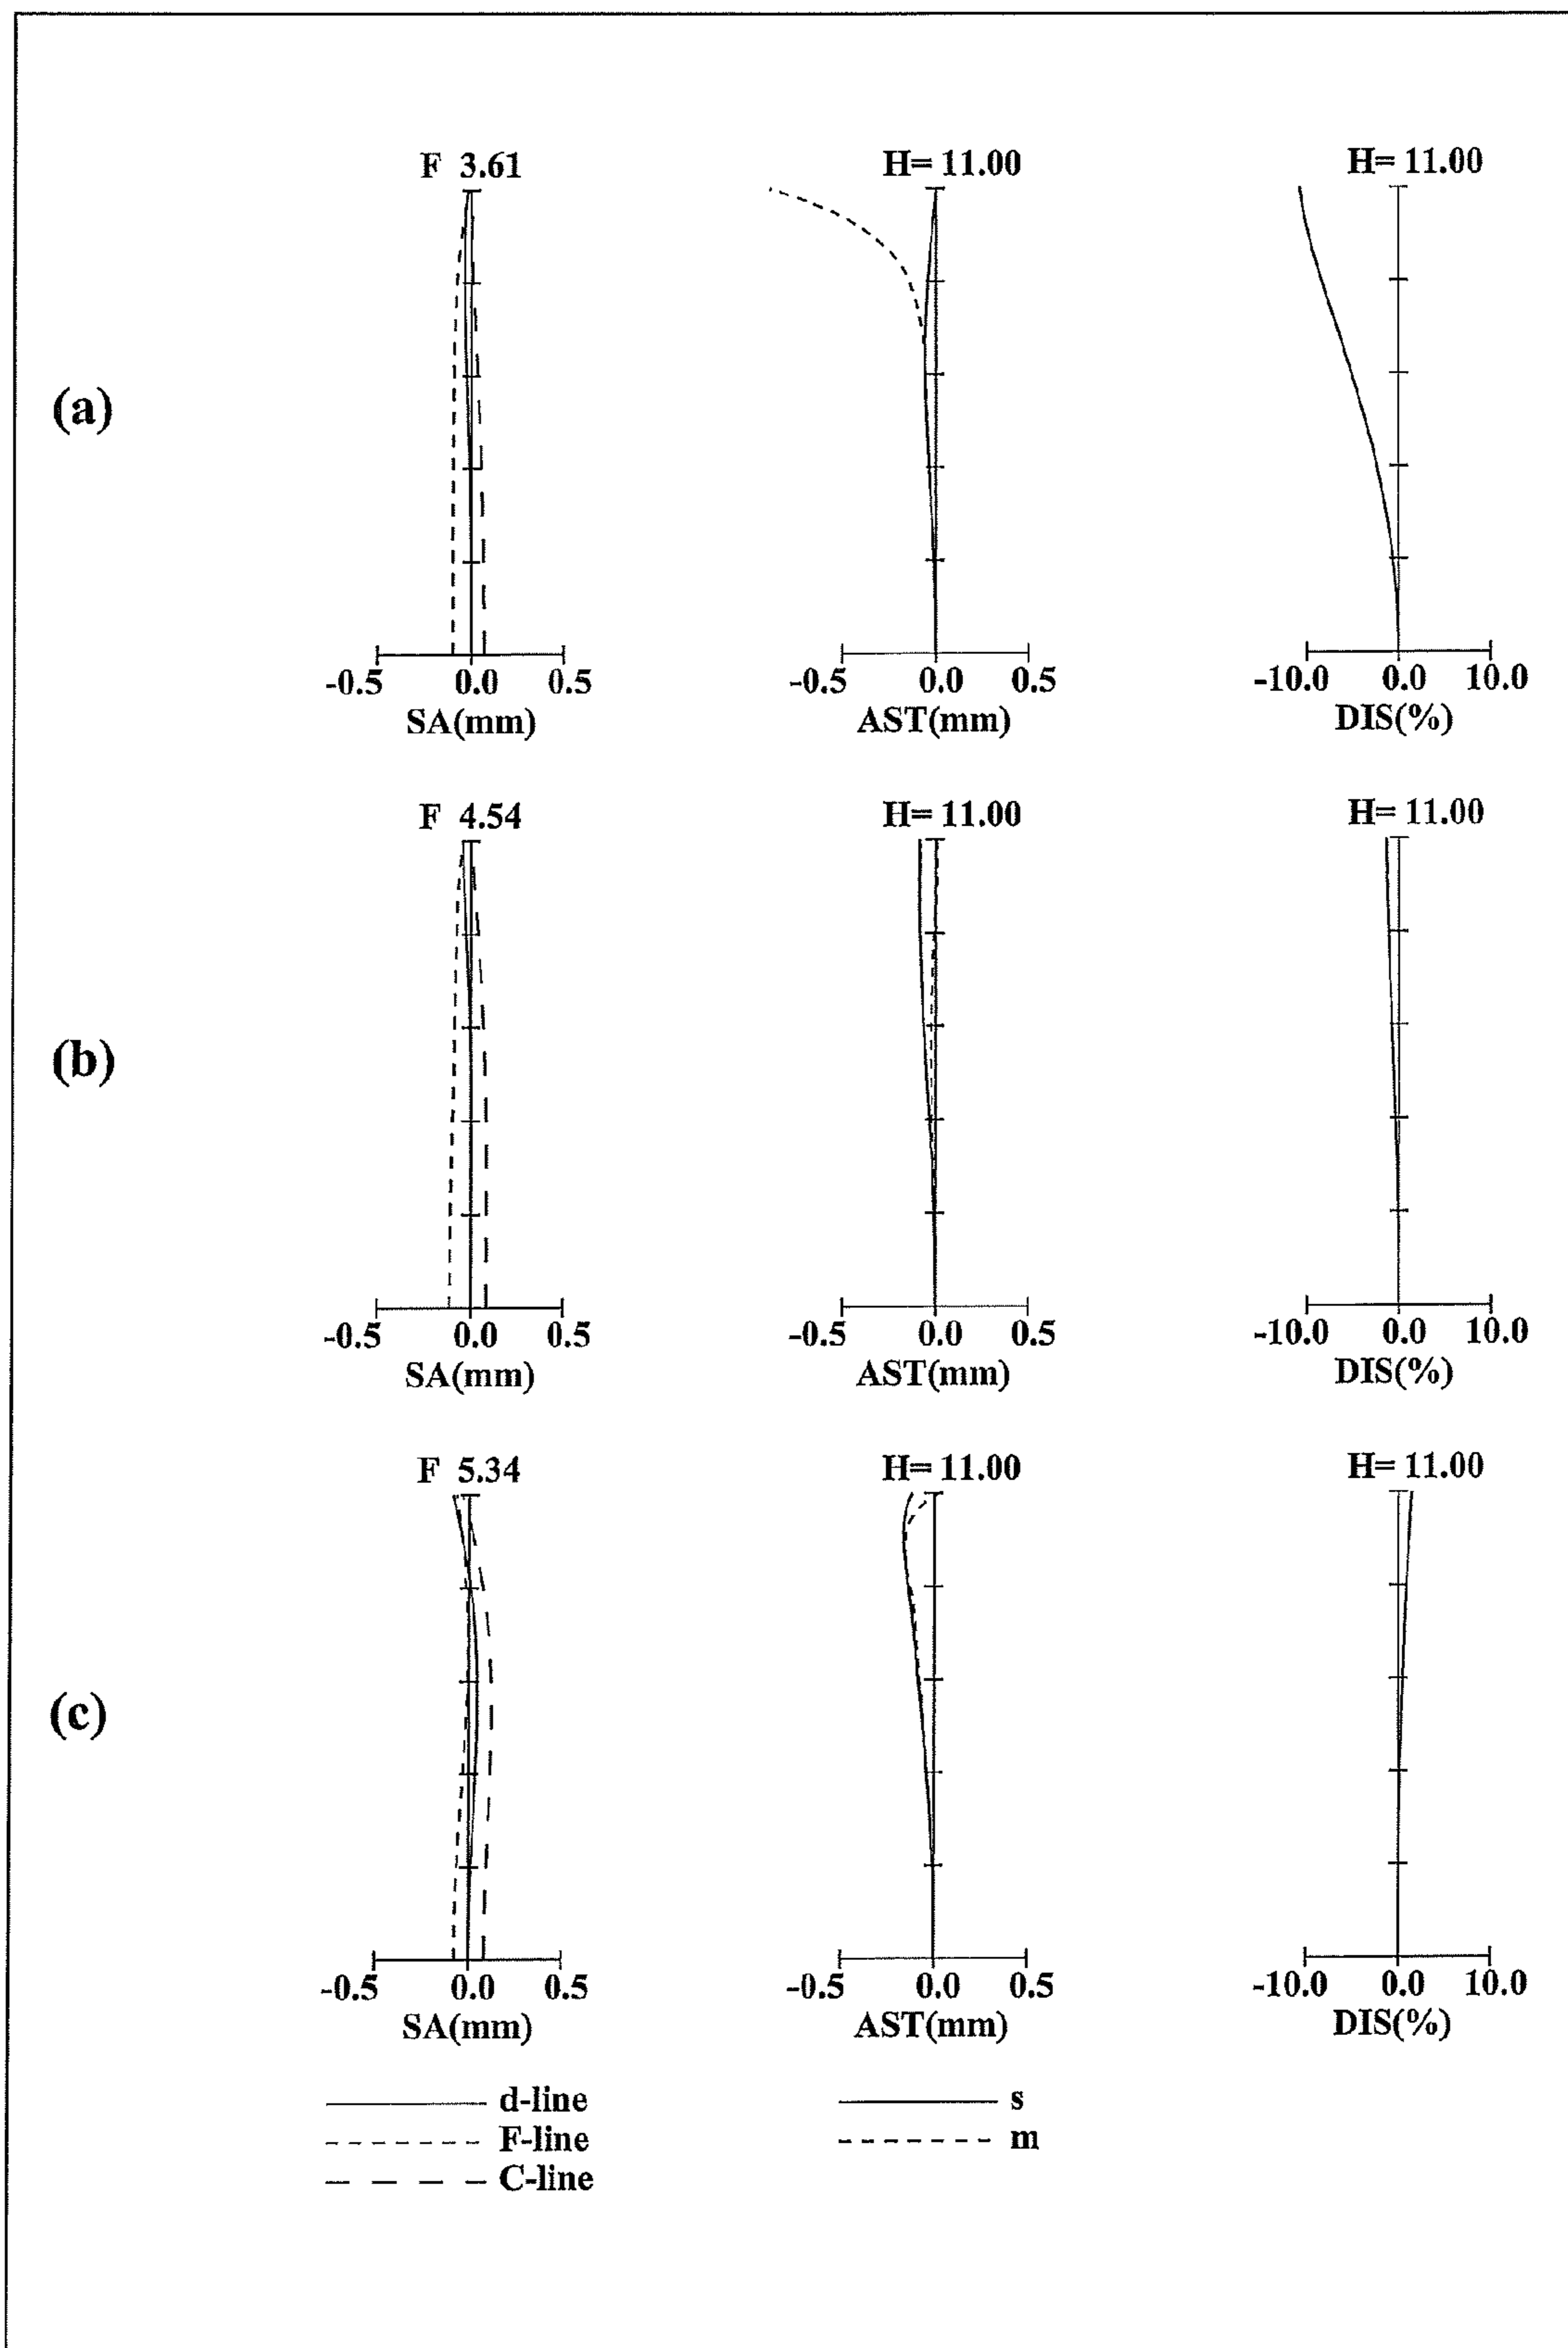 F 3.61
H= 11.00
H= 11.00
(a)
-0.5 0.0 0.5
SA(mm)
-0.5 0.0 0.5
AST(mm)
-10.0 0.0 10.0
DIS(%)
F 4.54
H= 11.00
H= 11.00
(b)
-0.5 0.0 0.5
SA(mm)
-0.5 0.0 0.5
AST(mm)
-10.0 0.0 10.0
DIS(%)
F 5.34
H= 11.00
H= 11.00
(c)
-0.5 0.0 0.5
SA(mm)
-0.5 0.0 0.5
AST(mm)
-10.0 0.0 10.0
DIS(%)
d-line
F-line
C-line
s
m